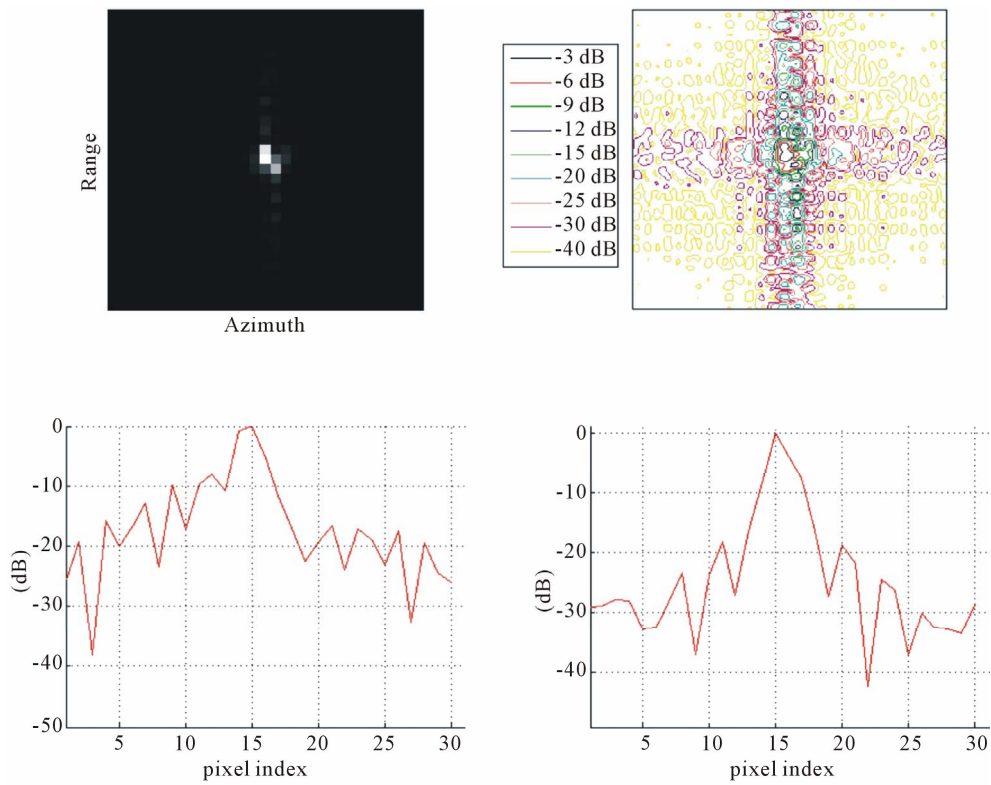 Range
Azimuth
-3 dB
-6 dB
-9 dB
-12 dB
-15 dB
-20 dB
-25 dB
-30 dB
-40 dB
0
-10
-20
-30
-40
-50
(dB)
5
10
15
20
25
30
pixel index
0
-10
-20
-30
-40
(dB)
5
10
15
20
25
30
pixel index